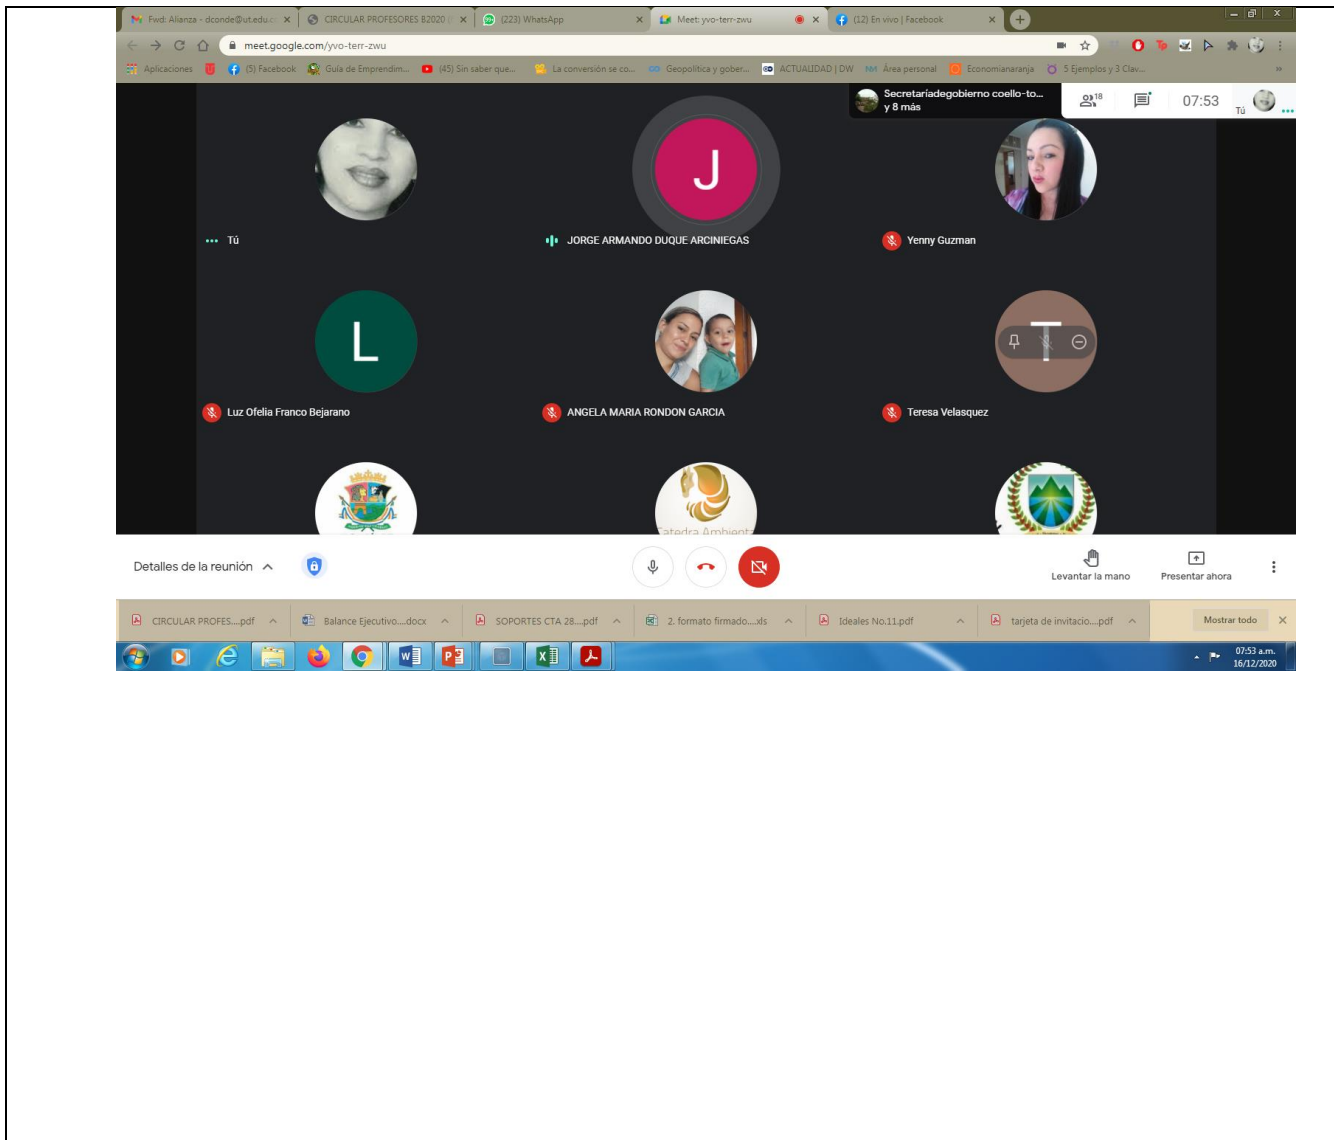 Fwd: Alianza - dconde@ut.edu.c
CIRCULAR PROFESORES B2020 (
(223) WhatsApp
Meet: yvo-terr-zwu
(12) En vivo | Facebook
meet.google.com/yvo-terr-zwu
Aplicaciones
(5) Facebook
Guía de Emprendim...
(45) Sin saber que...
La conversión se co...
Geopolítica y gober...
ACTUALIDAD | DW
Área personal
Economianaranja
5 Ejemplos y 3 Clav...
Secretaríadegobierno coello-to...
y 8 más
18
07:53
Tú
Tú
J
JORGE ARMANDO DUQUE ARCINIEGAS
Yenny Guzman
L
Luz Ofelia Franco Bejarano
ANGELA MARIA RONDON GARCIA
T
Teresa Velasquez
Catedra Ambient
Detalles de la reunión
Levantar la mano
Presentar ahora
CIRCULAR PROFES....pdf
Balance Ejecutivo....docx
SOPORTES CTA 28....pdf
2. formato firmado....xls
Ideales No.11.pdf
tarjeta de invitacio....pdf
Mostrar todo
07:53 a.m.
16/12/2020